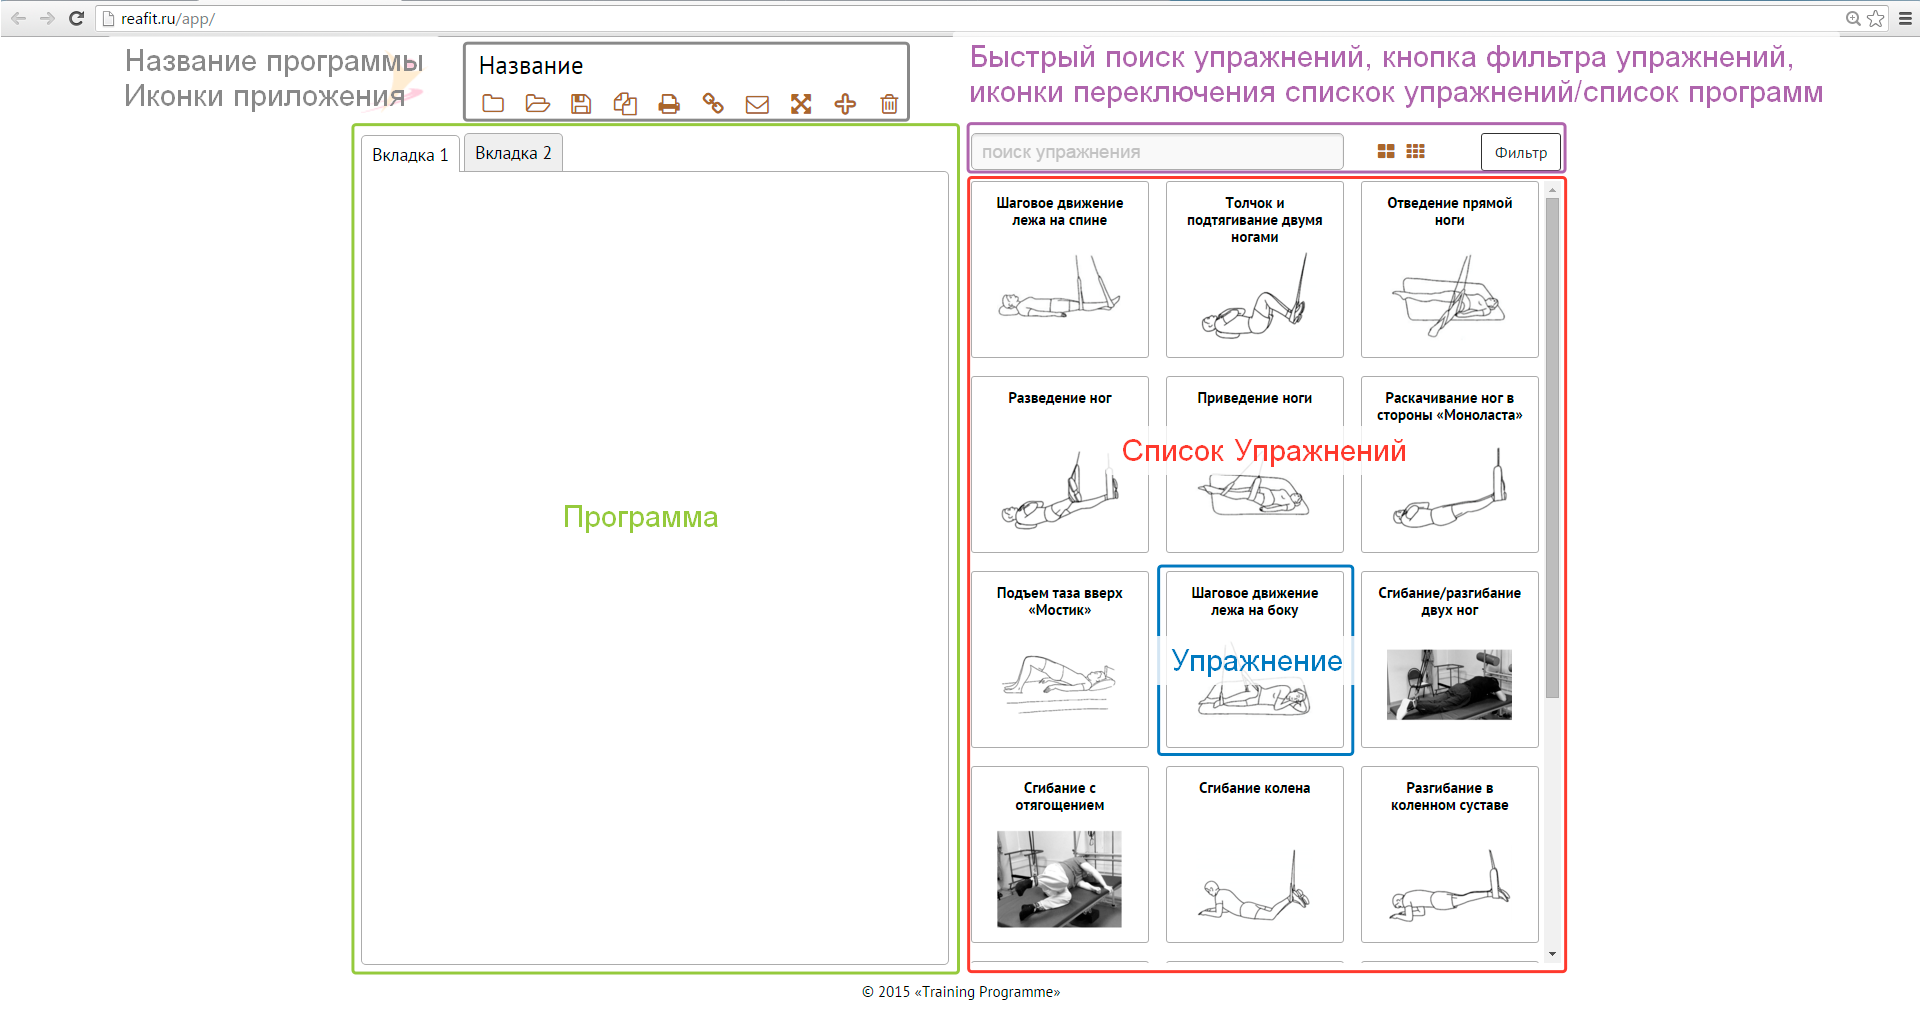 reafit.ru/app/
Название программы
Иконки приложения
Название
Быстрый поиск упражнений, кнопка фильтра упражнений,
иконки переключения спискок упражнений/список программ
Вкладка 1
Вкладка 2
Программа
поиск упражнения
Фильтр
Шаговое движение
лежа на спине
Толчок и
подтягивание двумя
ногами
Отведение прямой
ноги
Разведение ног
Приведение ноги
Раскачивание ног в
стороны «Моноласта»
Список Упражнений
Подъем таза вверх
«Мостик»
Шаговое движение
лежа на боку
Упражнение
Сгибание/разгибание
двух ног
Сгибание с
отягощением
Сгибание колена
Разгибание в
коленном суставе
© 2015 «Training Programme»